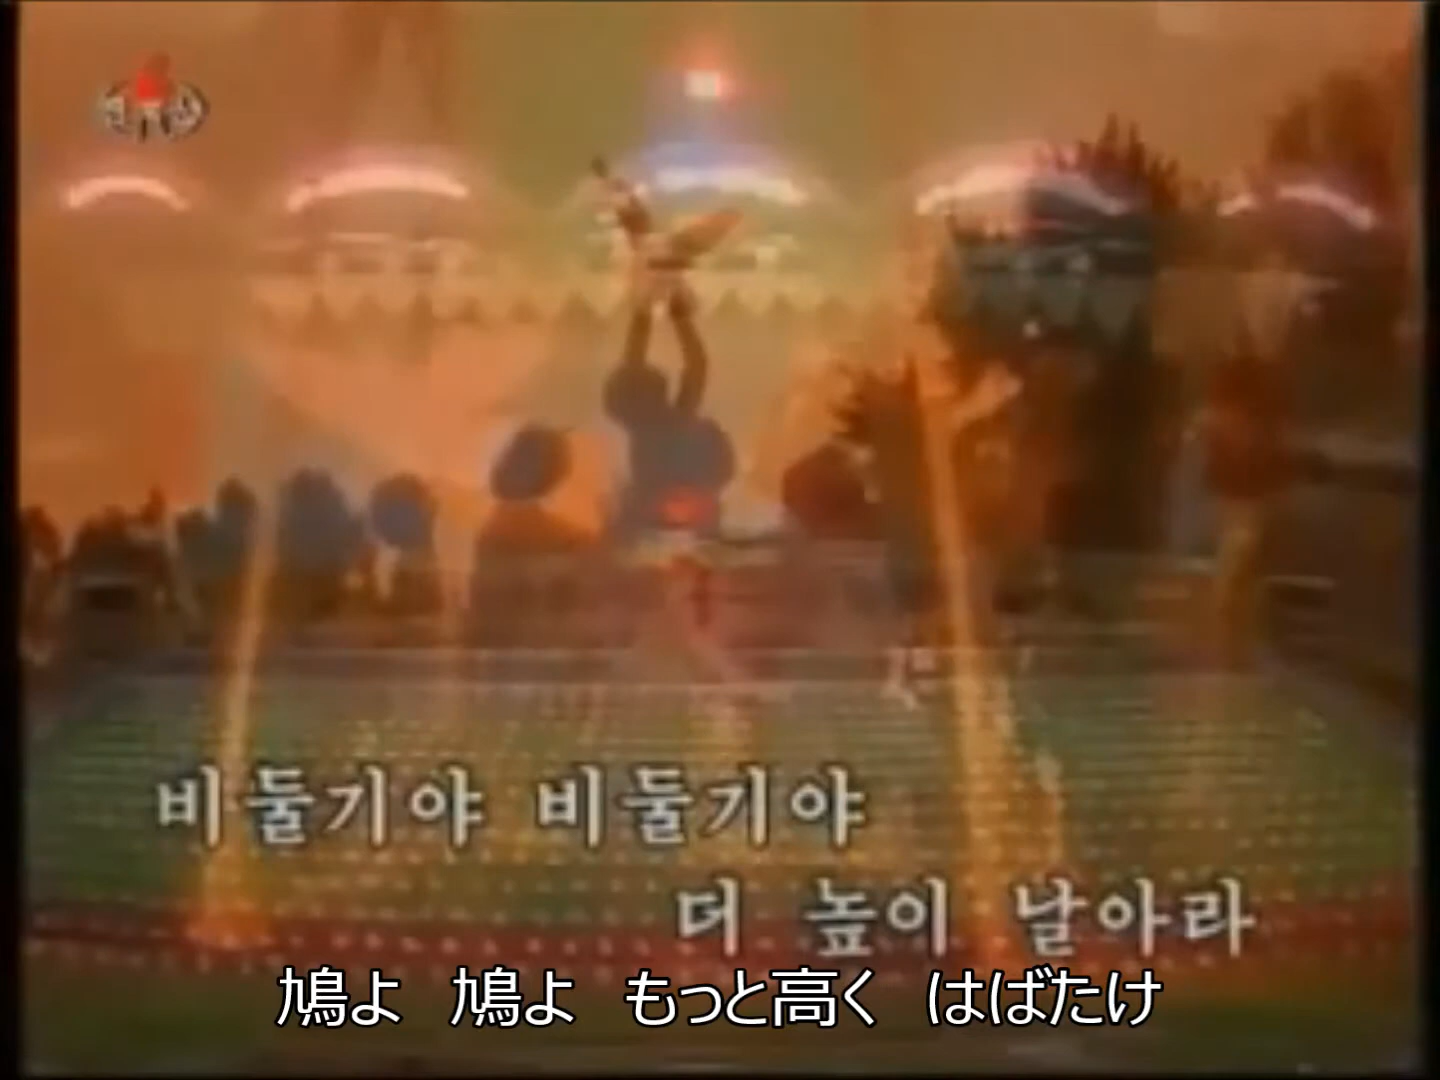 비둘기야 비둘기야
더 높이 날아라
鳩よ　鳩よ　もっと高く　はばたけ